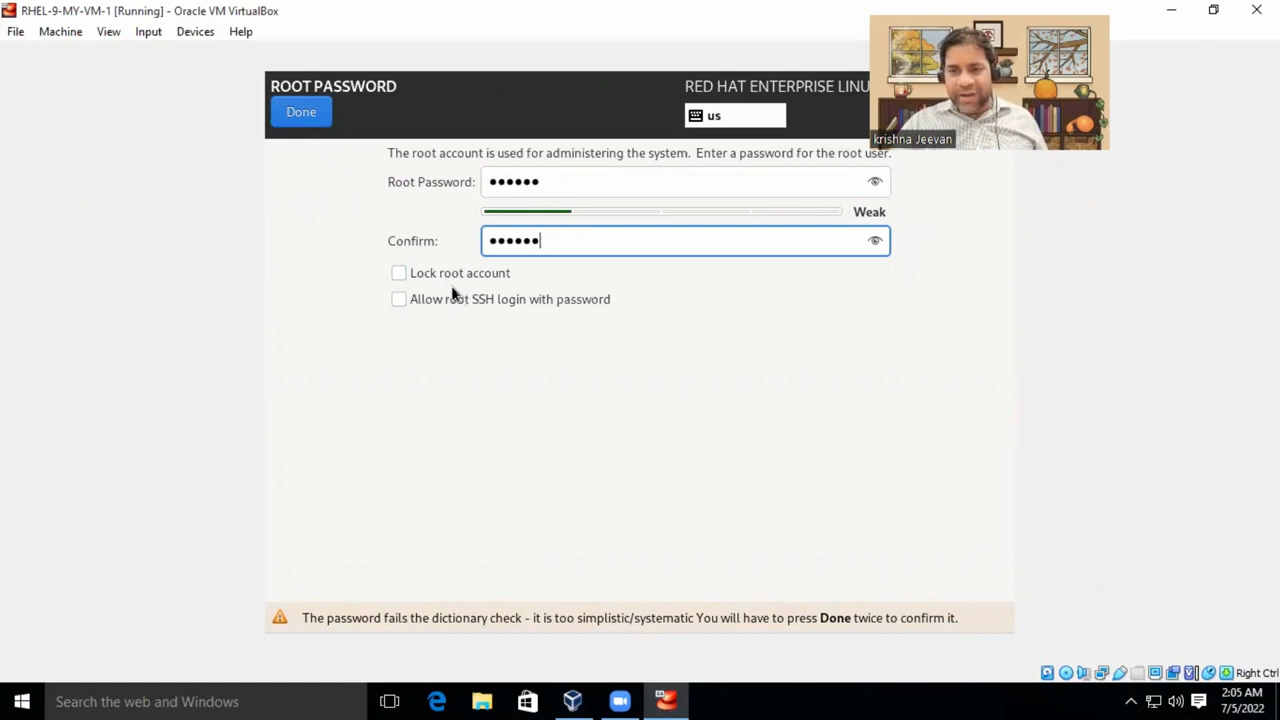 RHEL-9-MY-VM-1 [Running] - Oracle VM VirtualBox
File Machine View Input Devices Help
ROOT PASSWORD
RED HAT ENTERPRISE LINU
Done
us
krishna Jeevan
The root account is used for administering the system. Enter a password for the root user.
Root Password: ●●●●●●
Weak
Confirm: ●●●●●●
Lock root account
Allow root SSH login with password
The password fails the dictionary check - it is too simplistic/systematic You will have to press Done twice to confirm it.
Right Ctrl
Search the web and Windows
2:05 AM
7/5/2022